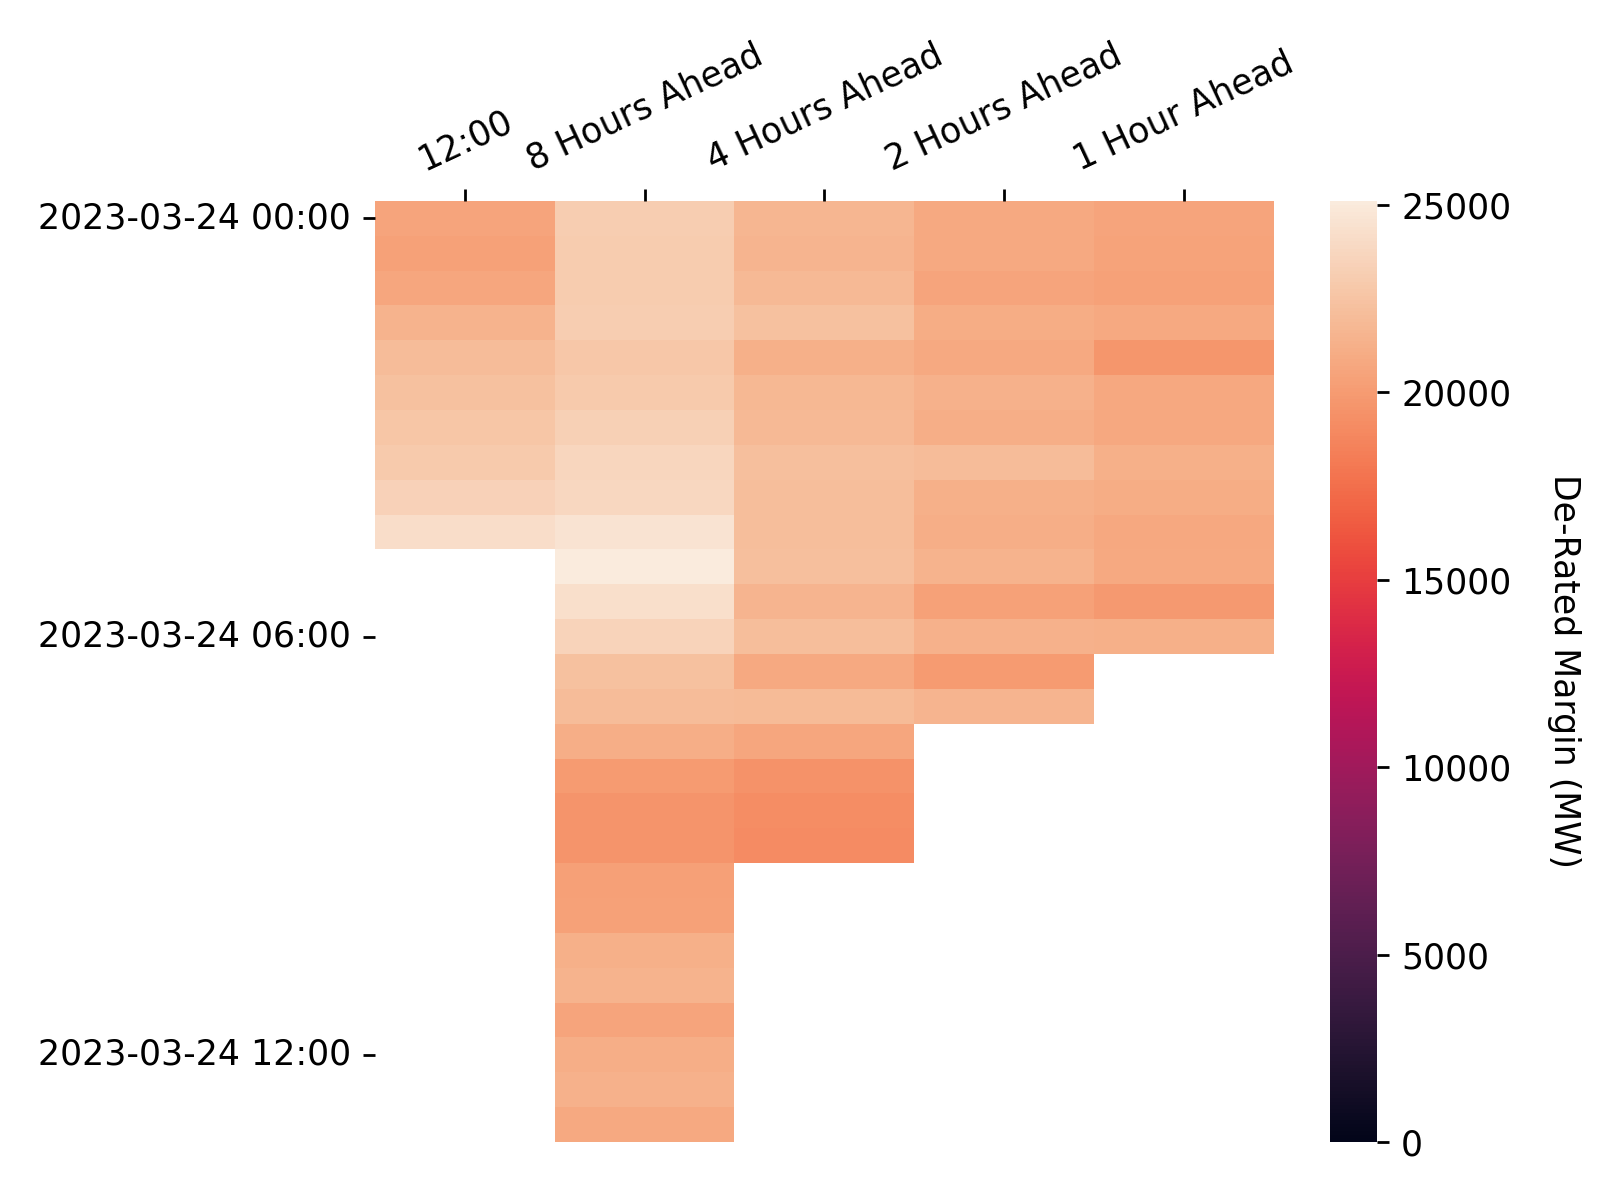 12:00
8 Hours Ahead
4 Hours Ahead
2 Hours Ahead
1 Hour Ahead
2023-03-24 00:00
2023-03-24 06:00
2023-03-24 12:00
25000
20000
15000
10000
5000
0
De-Rated Margin (MW)